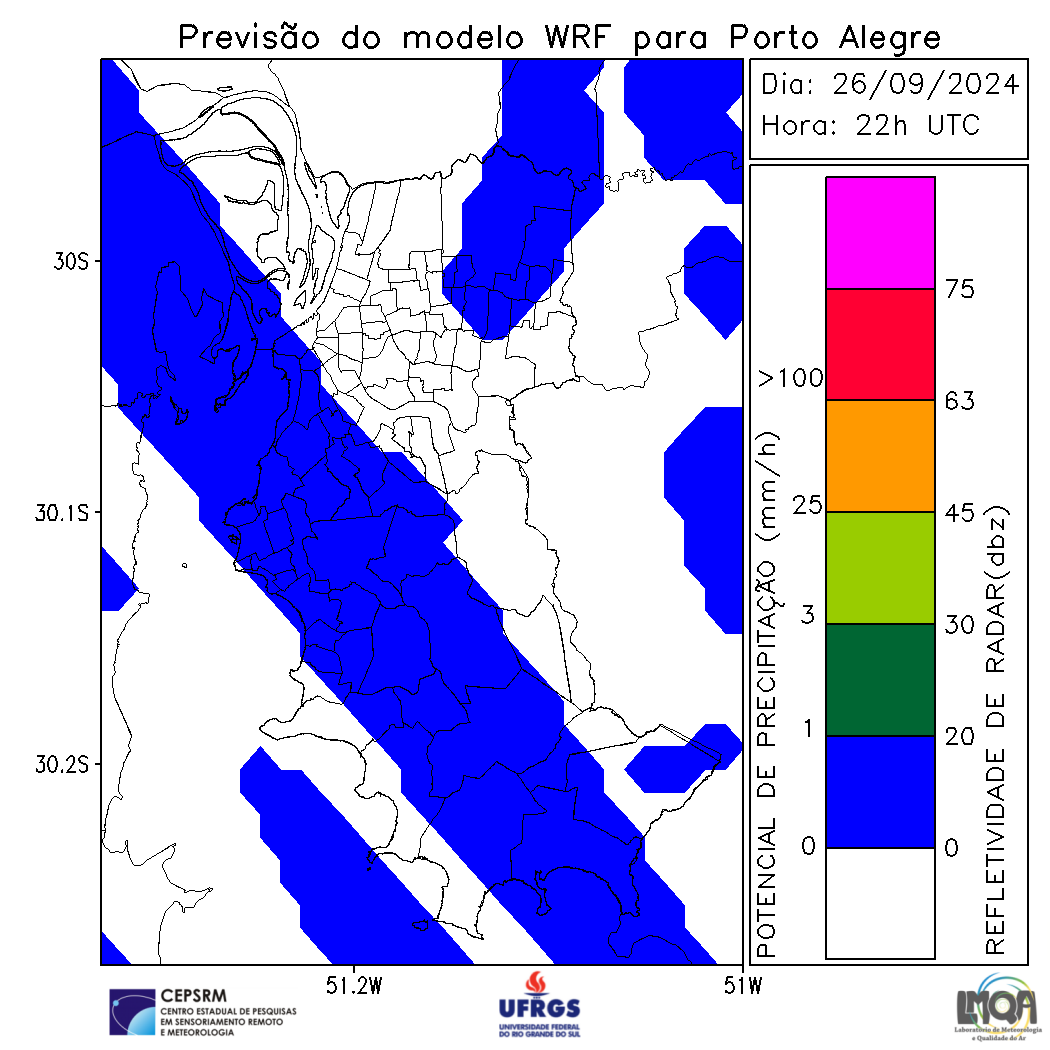 Previsão do modelo WRF para Porto Alegre
Dia: 26/09/2024
Hora: 22h UTC
30S
30.1S
30.2S
51.2W
51W
POTENCIAL DE PRECIPITAÇÃO (mm/h)
>100
25
3
1
0
75
63
45
30
20
0
REFLETIVIDADE DE RADAR(dbz)
CEPSRM
CENTRO ESTADUAL DE PESQUISAS
EM SENSORIAMENTO REMOTO
E METEOROLOGIA
UFRGS
UNIVERSIDADE FEDERAL
DO RIO GRANDE DO SUL
LMQA
Laboratório de Meteorologia
e Qualidade do Ar